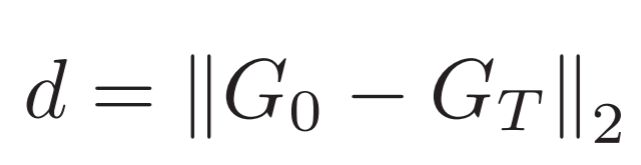 d = ‖G₀ − G_T‖₂